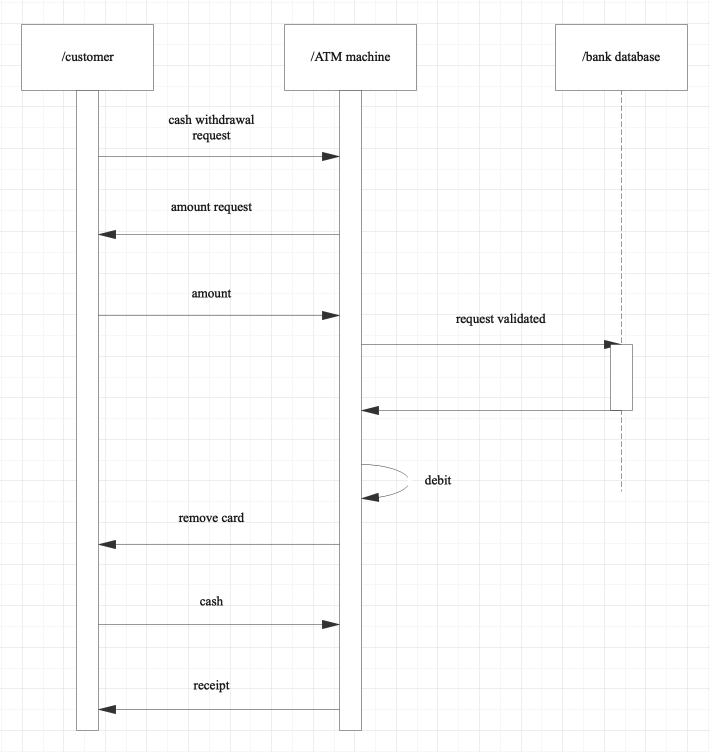 /customer
/ATM machine
/bank database
cash withdrawal
request
amount request
amount
request validated
debit
remove card
cash
receipt